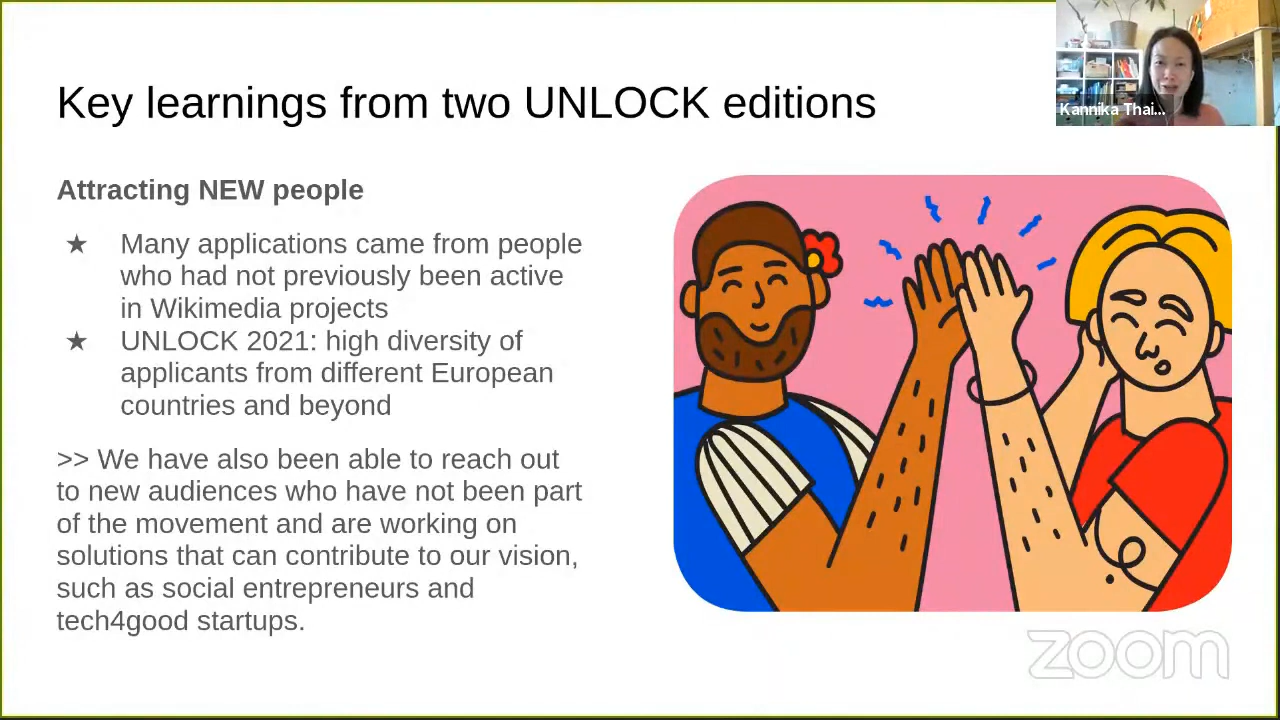 Kannika Thai...
Key learnings from two UNLOCK editions
Attracting NEW people
★ Many applications came from people
who had not previously been active
in Wikimedia projects
★ UNLOCK 2021: high diversity of
applicants from different European
countries and beyond
>> We have also been able to reach out
to new audiences who have not been part
of the movement and are working on
solutions that can contribute to our vision,
such as social entrepreneurs and
tech4good startups.
zoom